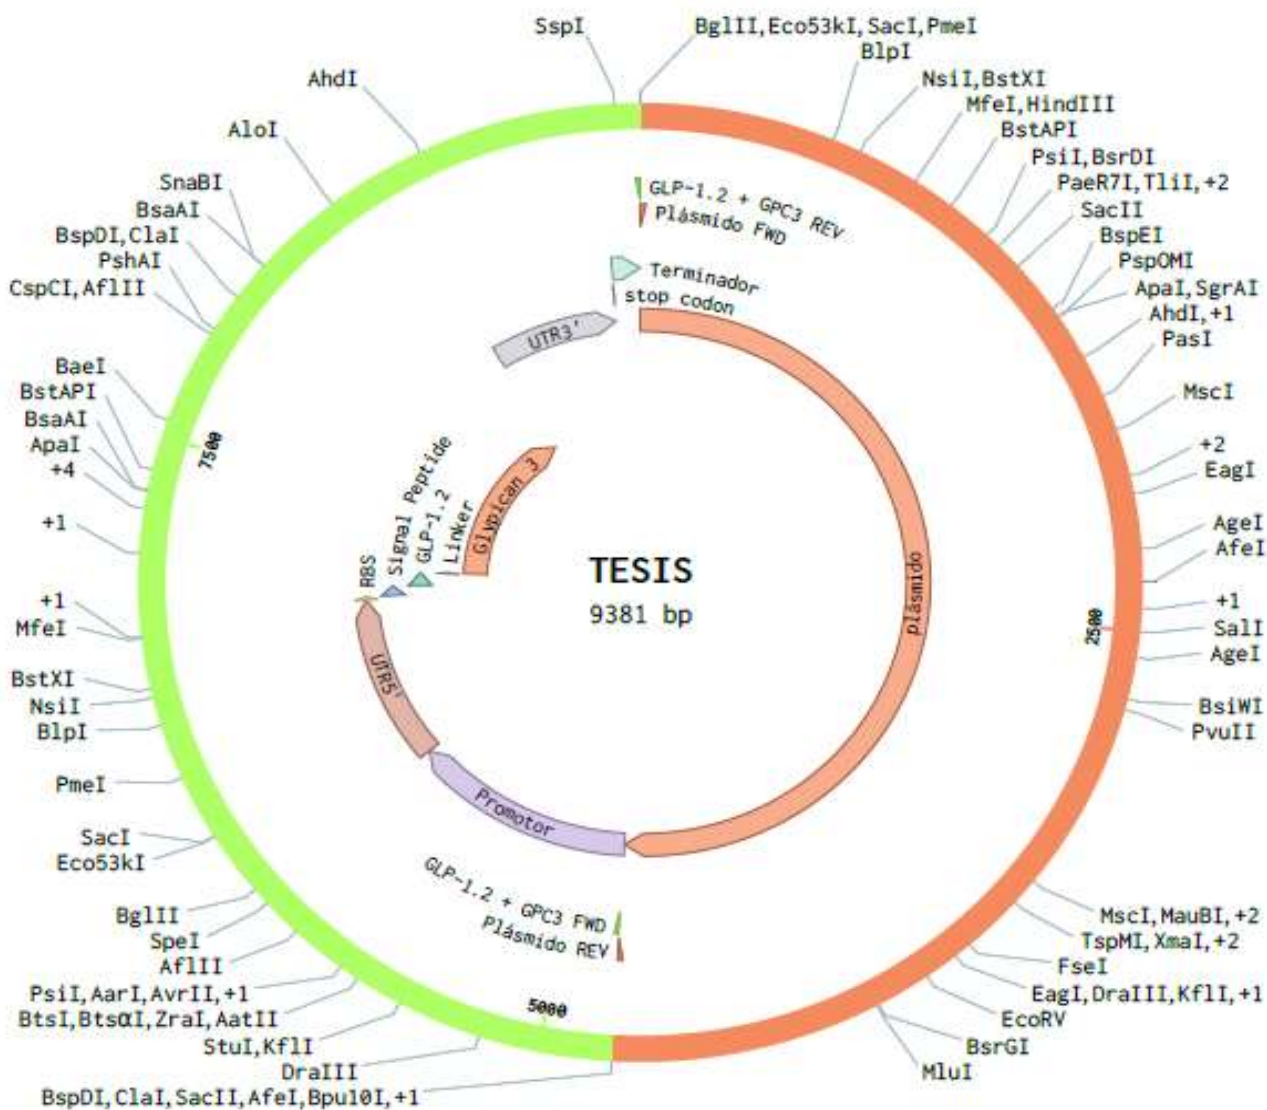 SspI
BglII,Eco53kI,SacI,PmeI
BlpI
AhdI
NsiI,BstXI
MfeI,HindIII
AloI
BstAPI
PsiI,BsrDI
SnaBI
PaeR7I,TliI,+2
BsaAI
SacII
BspDI,ClaI
BspEI
PshAI
PspOMI
CspCI,AflII
ApaI,SgrAI
AhdI,+1
PasI
BaeI
BstAPI
MscI
BsaAI
ApaI
+2
+4
EagI
+1
AgeI
AfeI
+1
+1
MfeI
SalI
AgeI
BstXI
NsiI
BsiWI
BlpI
PvuII
PmeI
SacI
Eco53kI
BglII
MscI,MauBI,+2
SpeI
TspMI,XmaI,+2
AflII
FseI
PsiI,AarI,AvrII,+1
EagI,DraIII,KflI,+1
BtsI,BtsαI,ZraI,AatII
EcoRV
StuI,KflI
BsrGI
DraIII
MluI
BspDI,ClaI,SacII,AfeI,Bpu10I,+1
GLP-1.2 + GPC3 REV
Plásmido FWD
Terminador
stop codon
UTR3'
7500
Signal Peptide
GLP-1.2
Linker
Glypican 3
RBS
TESIS
9381 bp
plásmido
2500
UTR5'
Promotor
GLP-1.2 + GPC3 FWD
Plásmido REV
5000